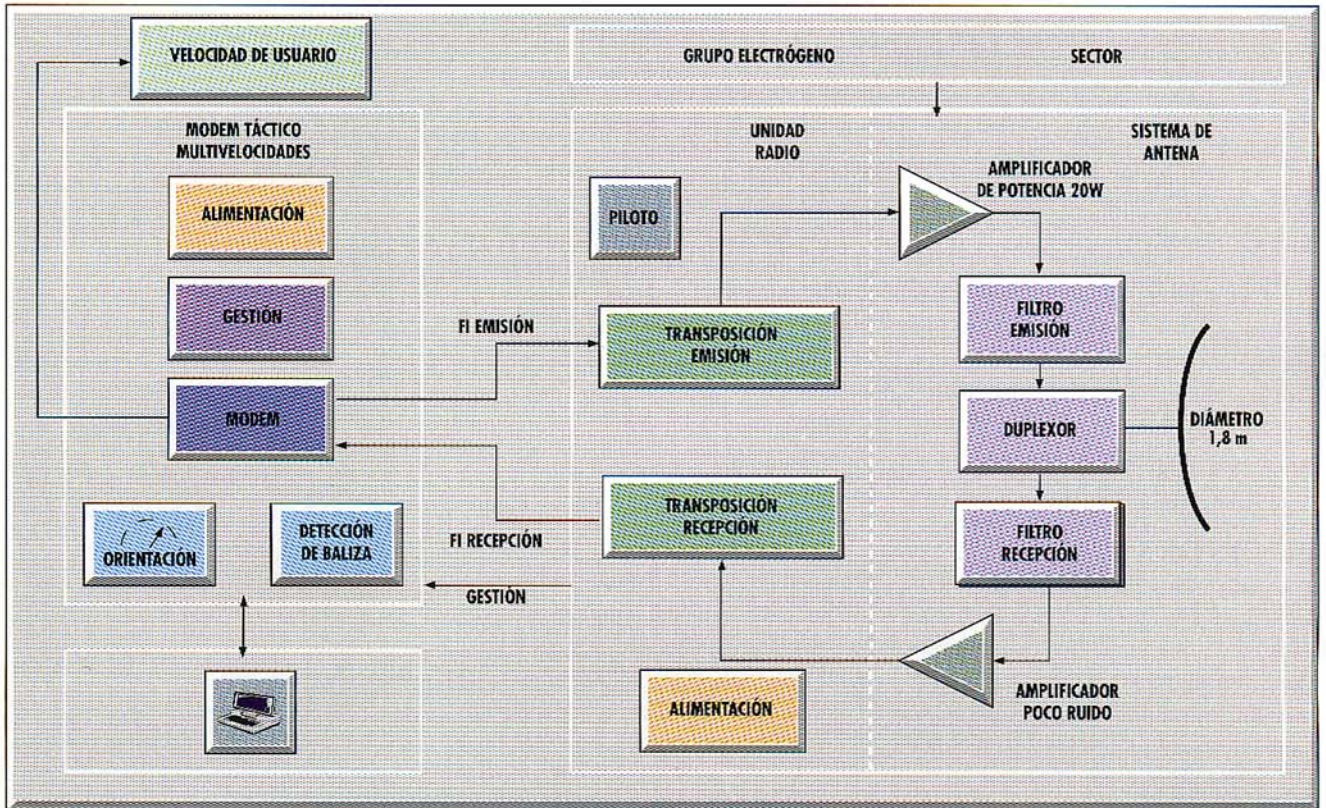 VELOCIDAD DE USUARIO
GRUPO ELECTRÓGENO
SECTOR
MODEM TÁCTICO
MULTIVELOCIDADES
UNIDAD
RADIO
SISTEMA DE
ANTENA
ALIMENTACIÓN
PILOTO
AMPLIFICADOR
DE POTENCIA 20W
GESTIÓN
FI EMISIÓN
TRANSPOSICIÓN
EMISIÓN
FILTRO
EMISIÓN
MODEM
DUPLEXOR
DIÁMETRO
1,8 m
ORIENTACIÓN
DETECCIÓN
DE BALIZA
FI RECEPCIÓN
TRANSPOSICIÓN
RECEPCIÓN
FILTRO
RECEPCIÓN
GESTIÓN
ALIMENTACIÓN
AMPLIFICADOR
POCO RUIDO